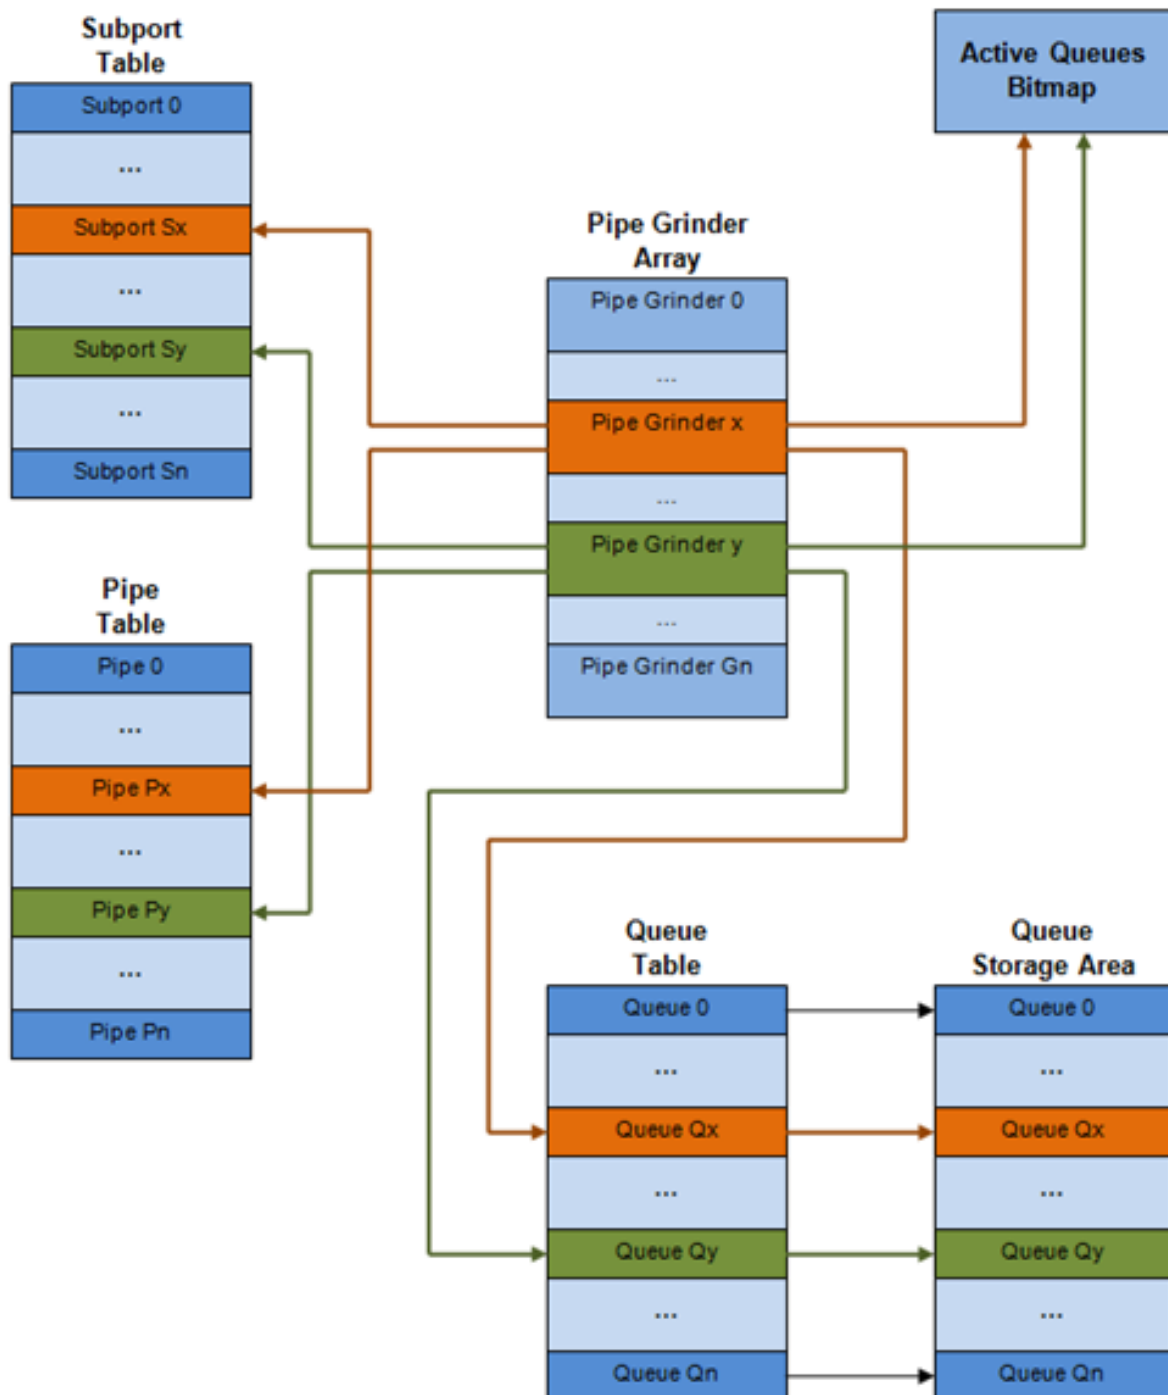 Subport
Table
Subport 0
...
Subport Sx
...
Subport Sy
...
Subport Sn
Active Queues
Bitmap
Pipe Grinder
Array
Pipe Grinder 0
...
Pipe Grinder x
...
Pipe Grinder y
...
Pipe Grinder Gn
Pipe
Table
Pipe 0
...
Pipe Px
...
Pipe Py
...
Pipe Pn
Queue
Table
Queue 0
...
Queue Qx
...
Queue Qy
...
Queue Qn
Queue
Storage Area
Queue 0
...
Queue Qx
...
Queue Qy
...
Queue Qn